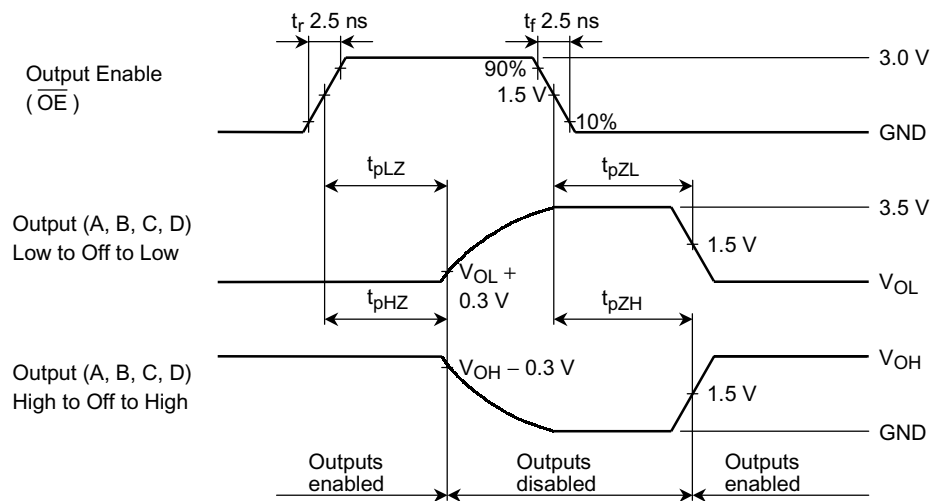 tr 2.5 ns
tf 2.5 ns
Output Enable
( OE )
90%
1.5 V
10%
3.0 V
GND
tpLZ
tpZL
Output (A, B, C, D)
Low to Off to Low
3.5 V
1.5 V
VOL +
0.3 V
VOL
tpHZ
tpZH
Output (A, B, C, D)
High to Off to High
VOH – 0.3 V
VOH
1.5 V
GND
Outputs
enabled
Outputs
disabled
Outputs
enabled